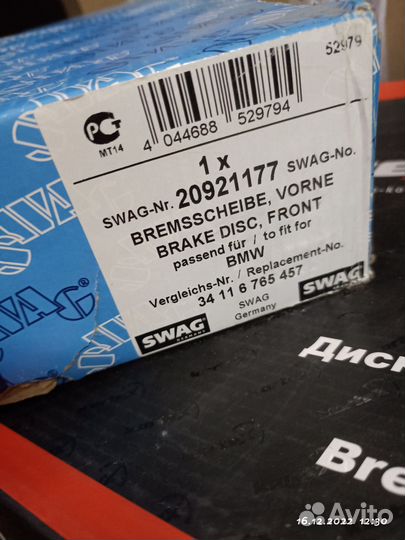 52979
РСТ
МТ14
4 044688 529794
1 x
SWAG-Nr. 20921177 SWAG-No.
BREMSSCHEIBE, VORNE
BRAKE DISC, FRONT
passend für / to fit for
BMW
Vergleichs-Nr. / Replacement-No.
34 11 6 765 457
SWAG
Germany
SWAG
SWAG
SWAG
Диск
Bre
16.12.2022 12:30
Avito